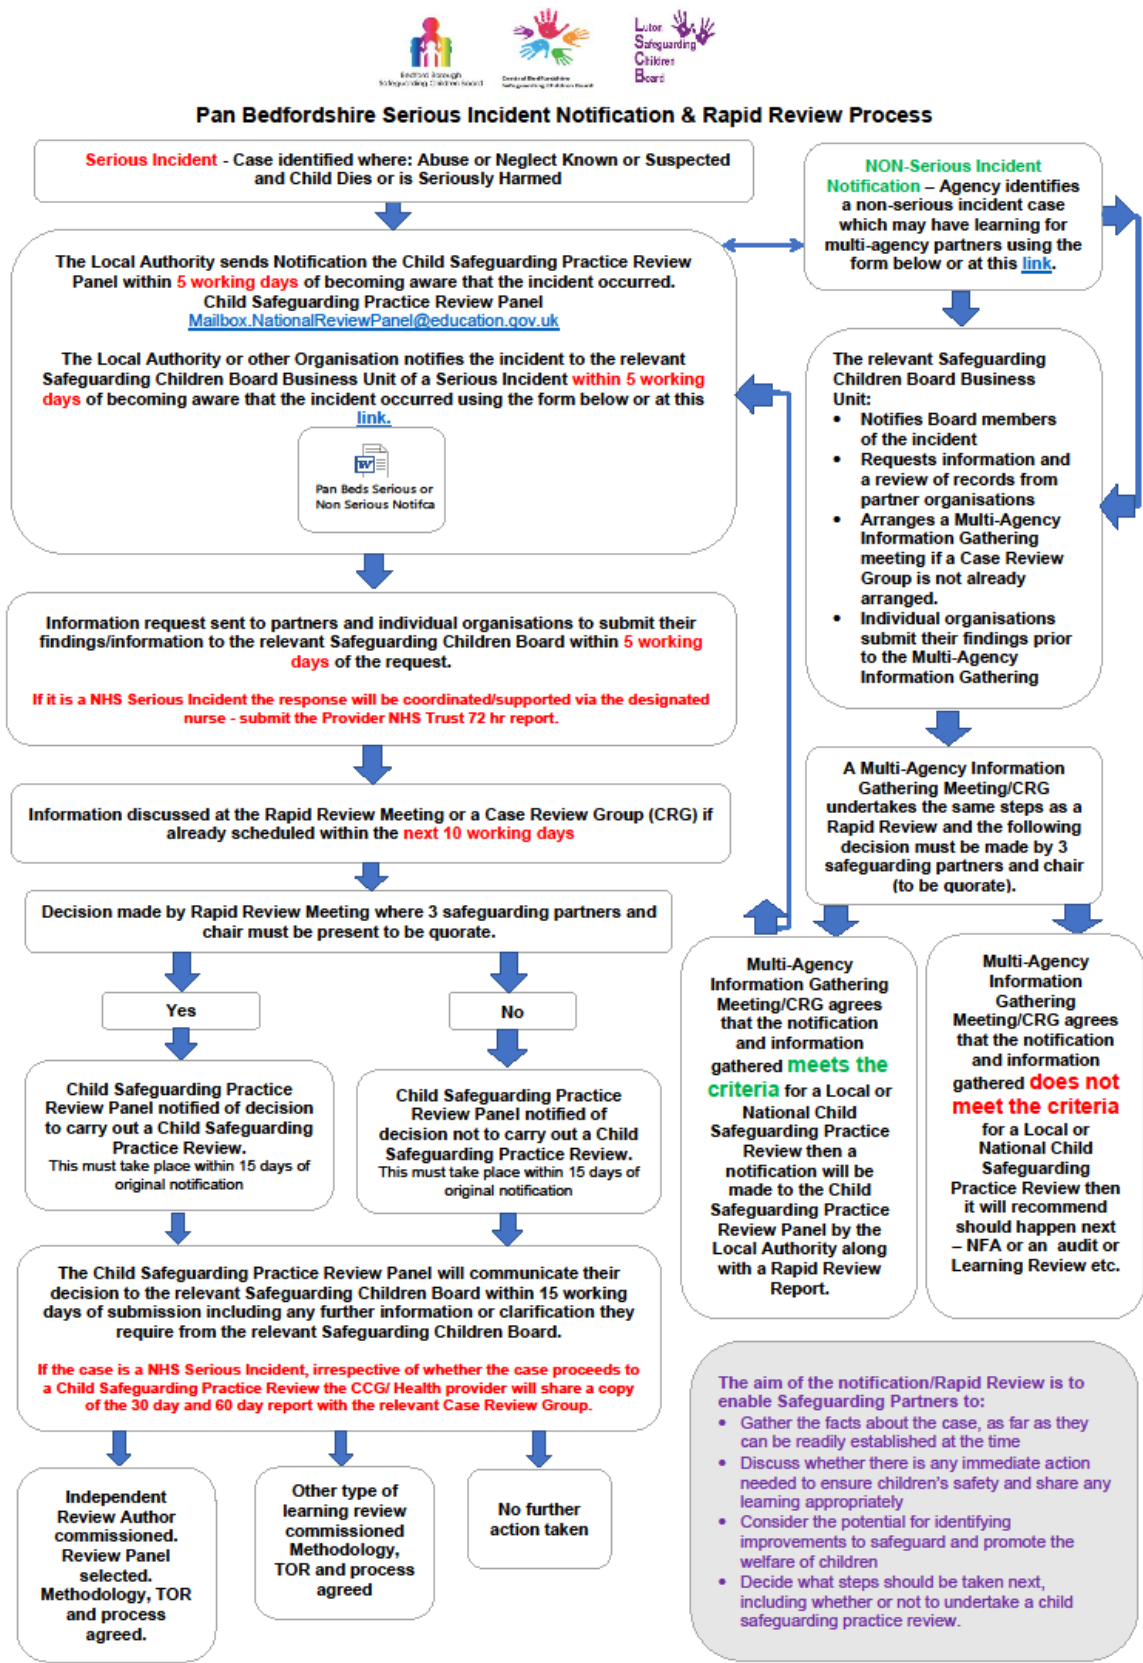 Bedford Borough
Safeguarding Children Board
Central Bedfordshire
Safeguarding Children Board
Luton
Safeguarding
Children
Board
Pan Bedfordshire Serious Incident Notification & Rapid Review Process
Serious Incident - Case identified where: Abuse or Neglect Known or Suspected
and Child Dies or is Seriously Harmed
The Local Authority sends Notification the Child Safeguarding Practice Review
Panel within 5 working days of becoming aware that the incident occurred.
Child Safeguarding Practice Review Panel
Mailbox.NationalReviewPanel@education.gov.uk
The Local Authority or other Organisation notifies the incident to the relevant
Safeguarding Children Board Business Unit of a Serious Incident within 5 working
days of becoming aware that the incident occurred using the form below or at this
link.
Pan Beds Serious or
Non Serious Notifca
Information request sent to partners and individual organisations to submit their
findings/information to the relevant Safeguarding Children Board within 5 working
days of the request.
If it is a NHS Serious Incident the response will be coordinated/supported via the designated
nurse - submit the Provider NHS Trust 72 hr report.
Information discussed at the Rapid Review Meeting or a Case Review Group (CRG) if
already scheduled within the next 10 working days
Decision made by Rapid Review Meeting where 3 safeguarding partners and
chair must be present to be quorate.
Yes
No
Child Safeguarding Practice
Review Panel notified of decision
to carry out a Child Safeguarding
Practice Review.
This must take place within 15 days of
original notification
Child Safeguarding Practice
Review Panel notified of
decision not to carry out a Child
Safeguarding Practice Review.
This must take place within 15 days of
original notification
The Child Safeguarding Practice Review Panel will communicate their
decision to the relevant Safeguarding Children Board within 15 working
days of submission including any further information or clarification they
require from the relevant Safeguarding Children Board.
If the case is a NHS Serious Incident, irrespective of whether the case proceeds to
a Child Safeguarding Practice Review the CCG/ Health provider will share a copy
of the 30 day and 60 day report with the relevant Case Review Group.
Independent
Review Author
commissioned.
Review Panel
selected.
Methodology, TOR
and process
agreed.
Other type of
learning review
commissioned
Methodology,
TOR and process
agreed
No further
action taken
NON-Serious Incident
Notification – Agency identifies
a non-serious incident case
which may have learning for
multi-agency partners using the
form below or at this link.
The relevant Safeguarding
Children Board Business
Unit:
• Notifies Board members
of the incident
• Requests information and
a review of records from
partner organisations
• Arranges a Multi-Agency
Information Gathering
meeting if a Case Review
Group is not already
arranged.
• Individual organisations
submit their findings prior
to the Multi-Agency
Information Gathering
A Multi-Agency Information
Gathering Meeting/CRG
undertakes the same steps as a
Rapid Review and the following
decision must be made by 3
safeguarding partners and chair
(to be quorate).
Multi-Agency
Information Gathering
Meeting/CRG agrees
that the notification
and information
gathered meets the
criteria for a Local or
National Child
Safeguarding Practice
Review then a
notification will be
made to the Child
Safeguarding Practice
Review Panel by the
Local Authority along
with a Rapid Review
Report.
Multi-Agency
Information
Gathering
Meeting/CRG agrees
that the notification
and information
gathered does not
meet the criteria
for a Local or
National Child
Safeguarding
Practice Review then
it will recommend
should happen next
– NFA or an audit or
Learning Review etc.
The aim of the notification/Rapid Review is to
enable Safeguarding Partners to:
• Gather the facts about the case, as far as they
can be readily established at the time
• Discuss whether there is any immediate action
needed to ensure children's safety and share any
learning appropriately
• Consider the potential for identifying
improvements to safeguard and promote the
welfare of children
• Decide what steps should be taken next,
including whether or not to undertake a child
safeguarding practice review.